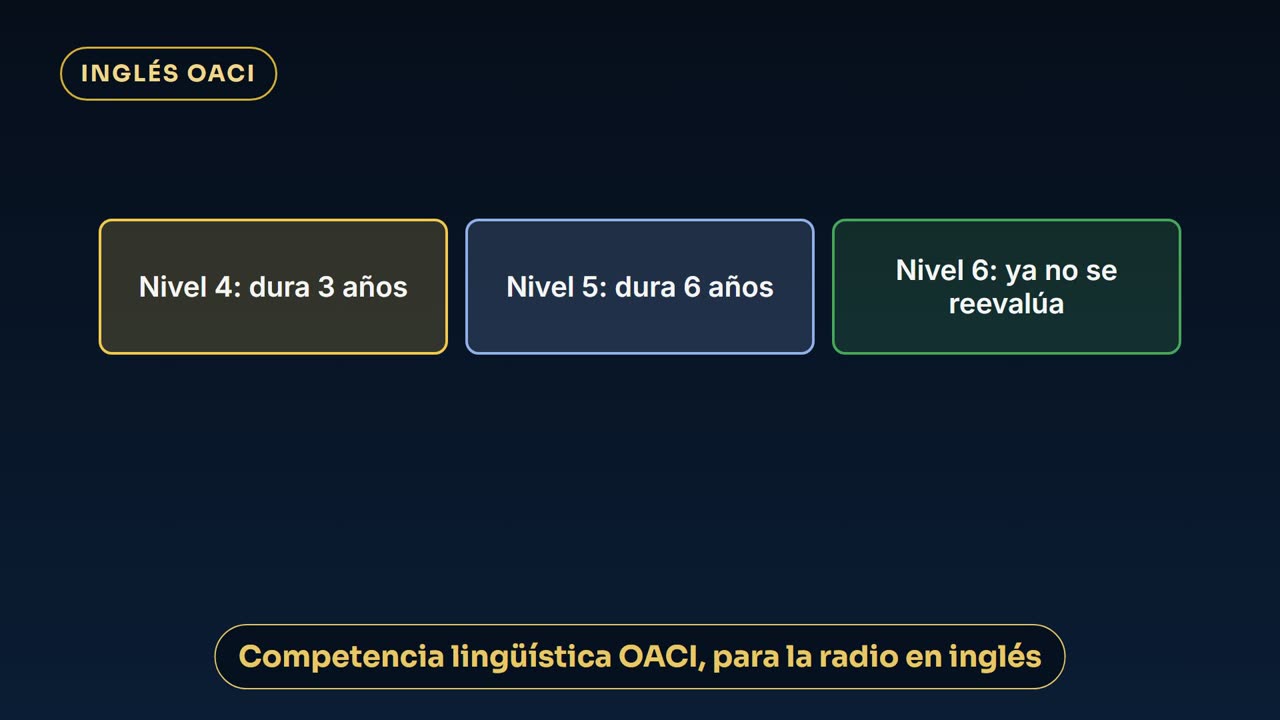 INGLÉS OACI
Nivel 4: dura 3 años
Nivel 5: dura 6 años
Nivel 6: ya no se
reevalúa
Competencia lingüística OACI, para la radio en inglés